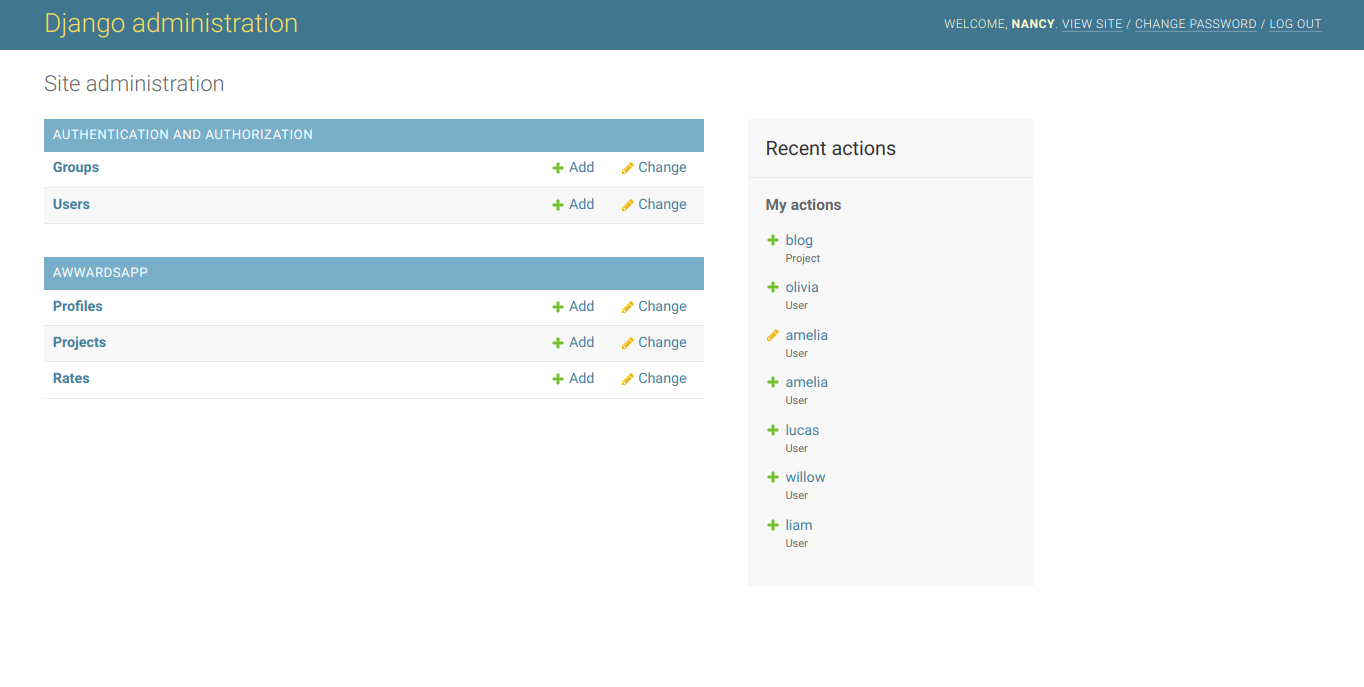 Django administration
WELCOME, NANCY. VIEW SITE / CHANGE PASSWORD / LOG OUT
Site administration
AUTHENTICATION AND AUTHORIZATION
Groups Add Change
Users Add Change
AWWARDSAPP
Profiles Add Change
Projects Add Change
Rates Add Change
Recent actions
My actions
blog
Project
olivia
User
amelia
User
amelia
User
lucas
User
willow
User
liam
User